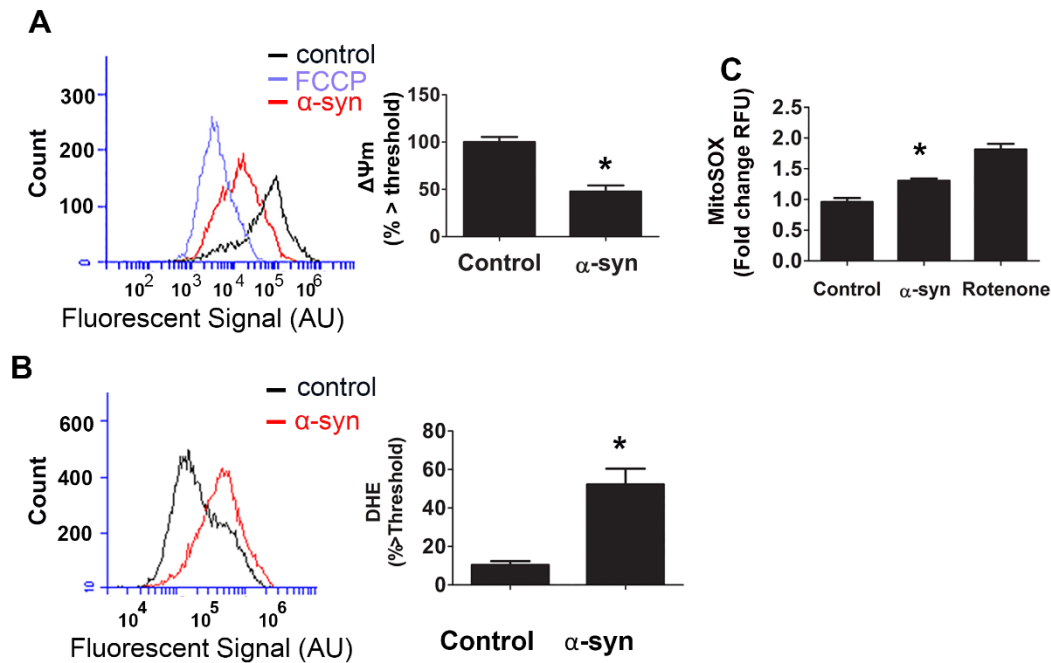 A
control
FCCP
α-syn
300
200
100
0
Count
10² 10³ 10⁴ 10⁵ 10⁶
Fluorescent Signal (AU)
ΔΨm
(% > threshold)
150
100
50
0
*
Control α-syn
C
MitoSOX
(Fold change RFU)
2.5
2.0
1.5
1.0
0.5
0.0
*
Control α-syn Rotenone
B
control
α-syn
600
400
200
10
Count
10⁴ 10⁵ 10⁶
Fluorescent Signal (AU)
DHE
(%>Threshold)
80
60
40
20
0
*
Control α-syn